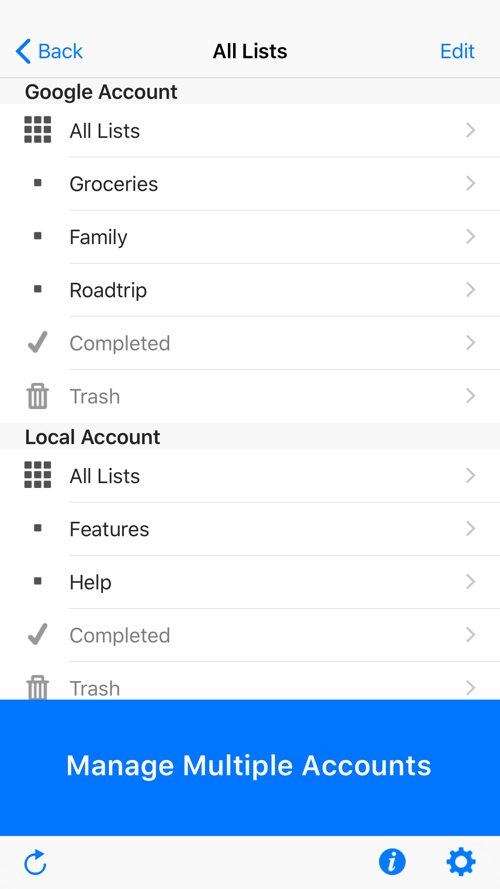 Back
All Lists
Edit
Google Account
All Lists
Groceries
Family
Roadtrip
Completed
Trash
Local Account
All Lists
Features
Help
Completed
Trash
Manage Multiple Accounts